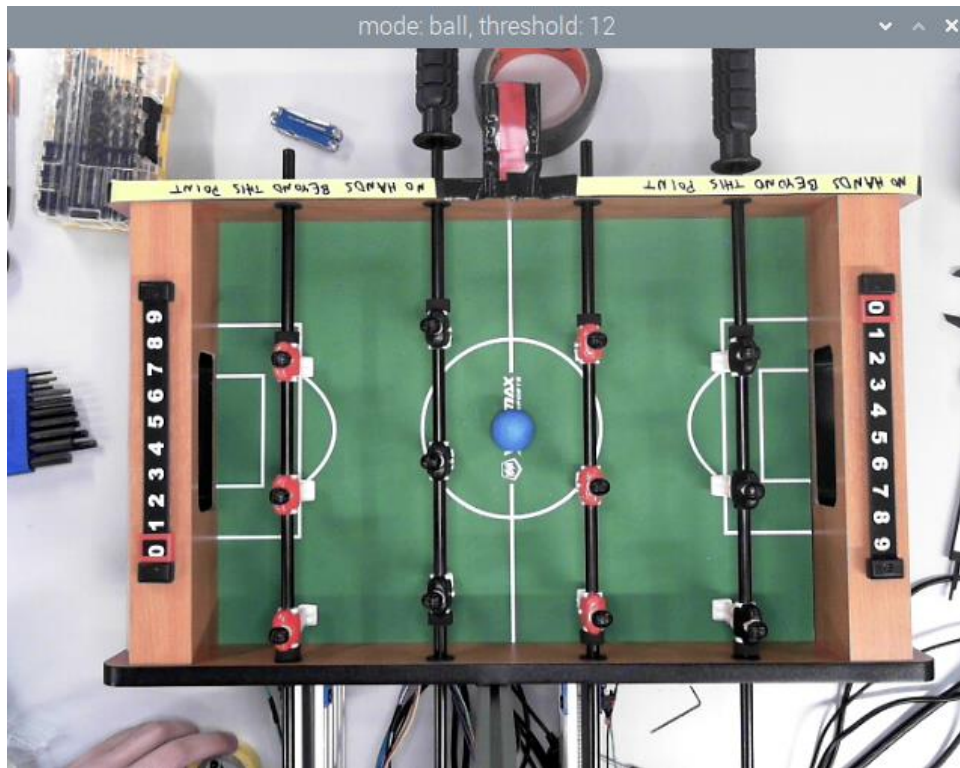 mode: ball, threshold: 12
NO HANDS BEYOND THIS POINT
NO HANDS BEYOND THIS POINT
0 1 2 3 4 5 6 7 8 9
0 1 2 3 4 5 6 7 8 9